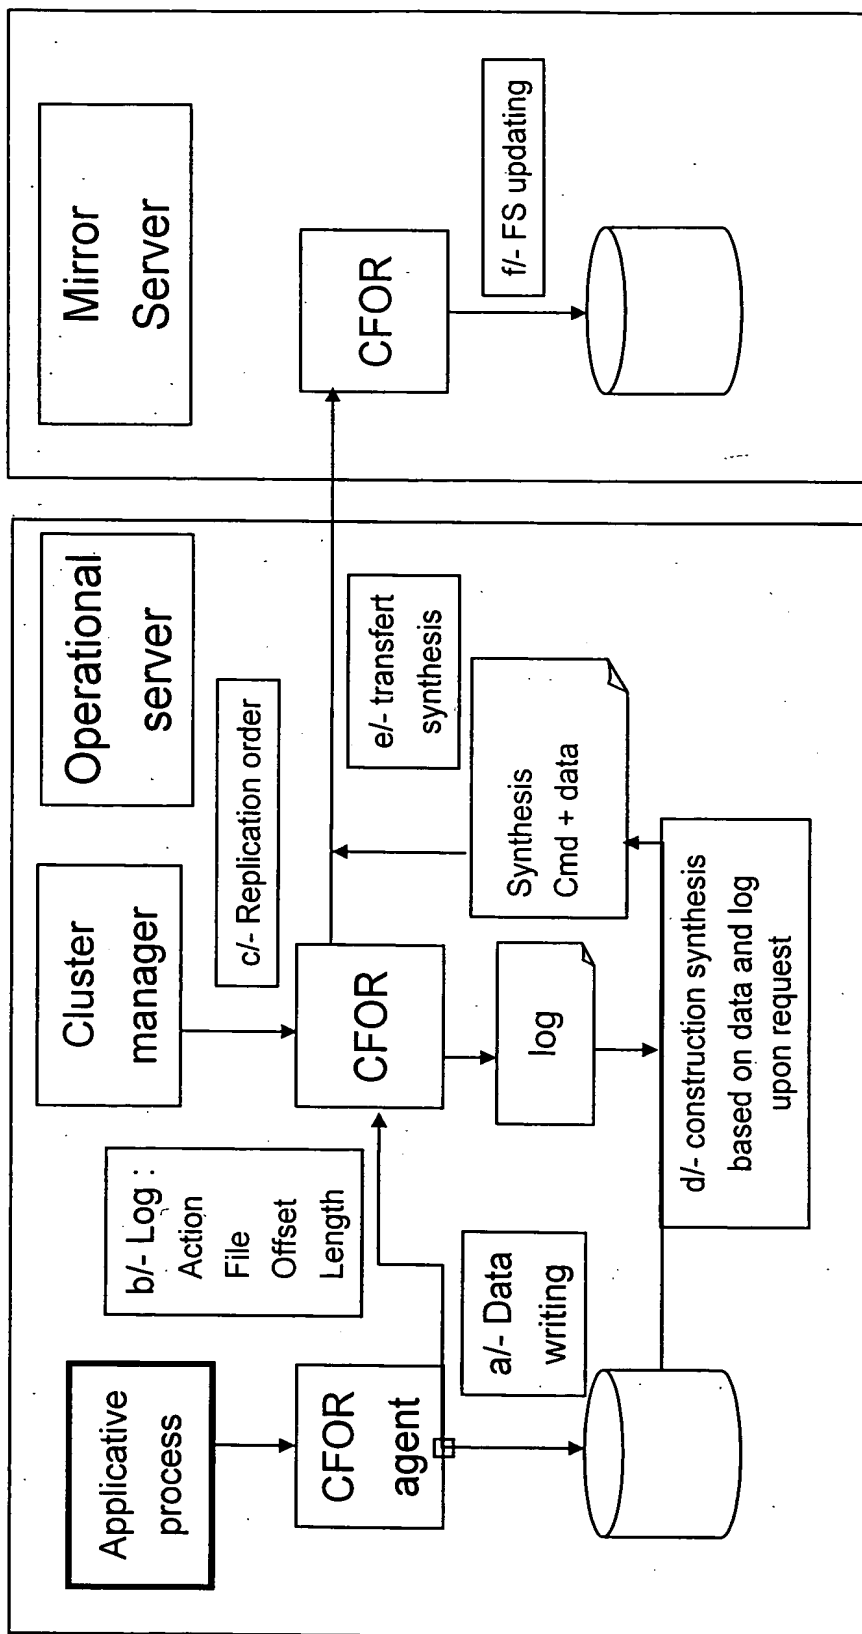 Applicative
process
Cluster
manager
Operational
server
Mirror
Server
b/- Log :
Action
File
Offset
Length
c/- Replication order
CFOR
agent
CFOR
CFOR
e/- transfert
synthesis
a/- Data
writing
log
Synthesis
Cmd + data
f/- FS updating
d/- construction synthesis
based on data and log
upon request